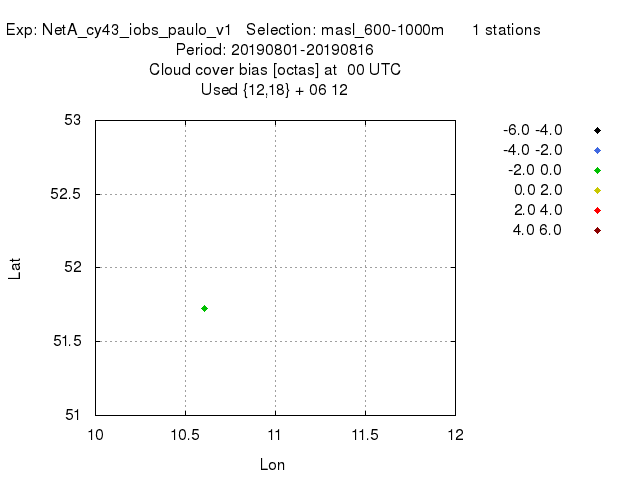 Exp: NetA_cy43_iobs_paulo_v1 Selection: masl_600-1000m 1 stations
Period: 20190801-20190816
Cloud cover bias [octas] at 00 UTC
Used {12,18} + 06 12
53
52.5
52
51.5
51
Lat
10 10.5 11 11.5 12
Lon
-6.0 -4.0
-4.0 -2.0
-2.0 0.0
0.0 2.0
2.0 4.0
4.0 6.0